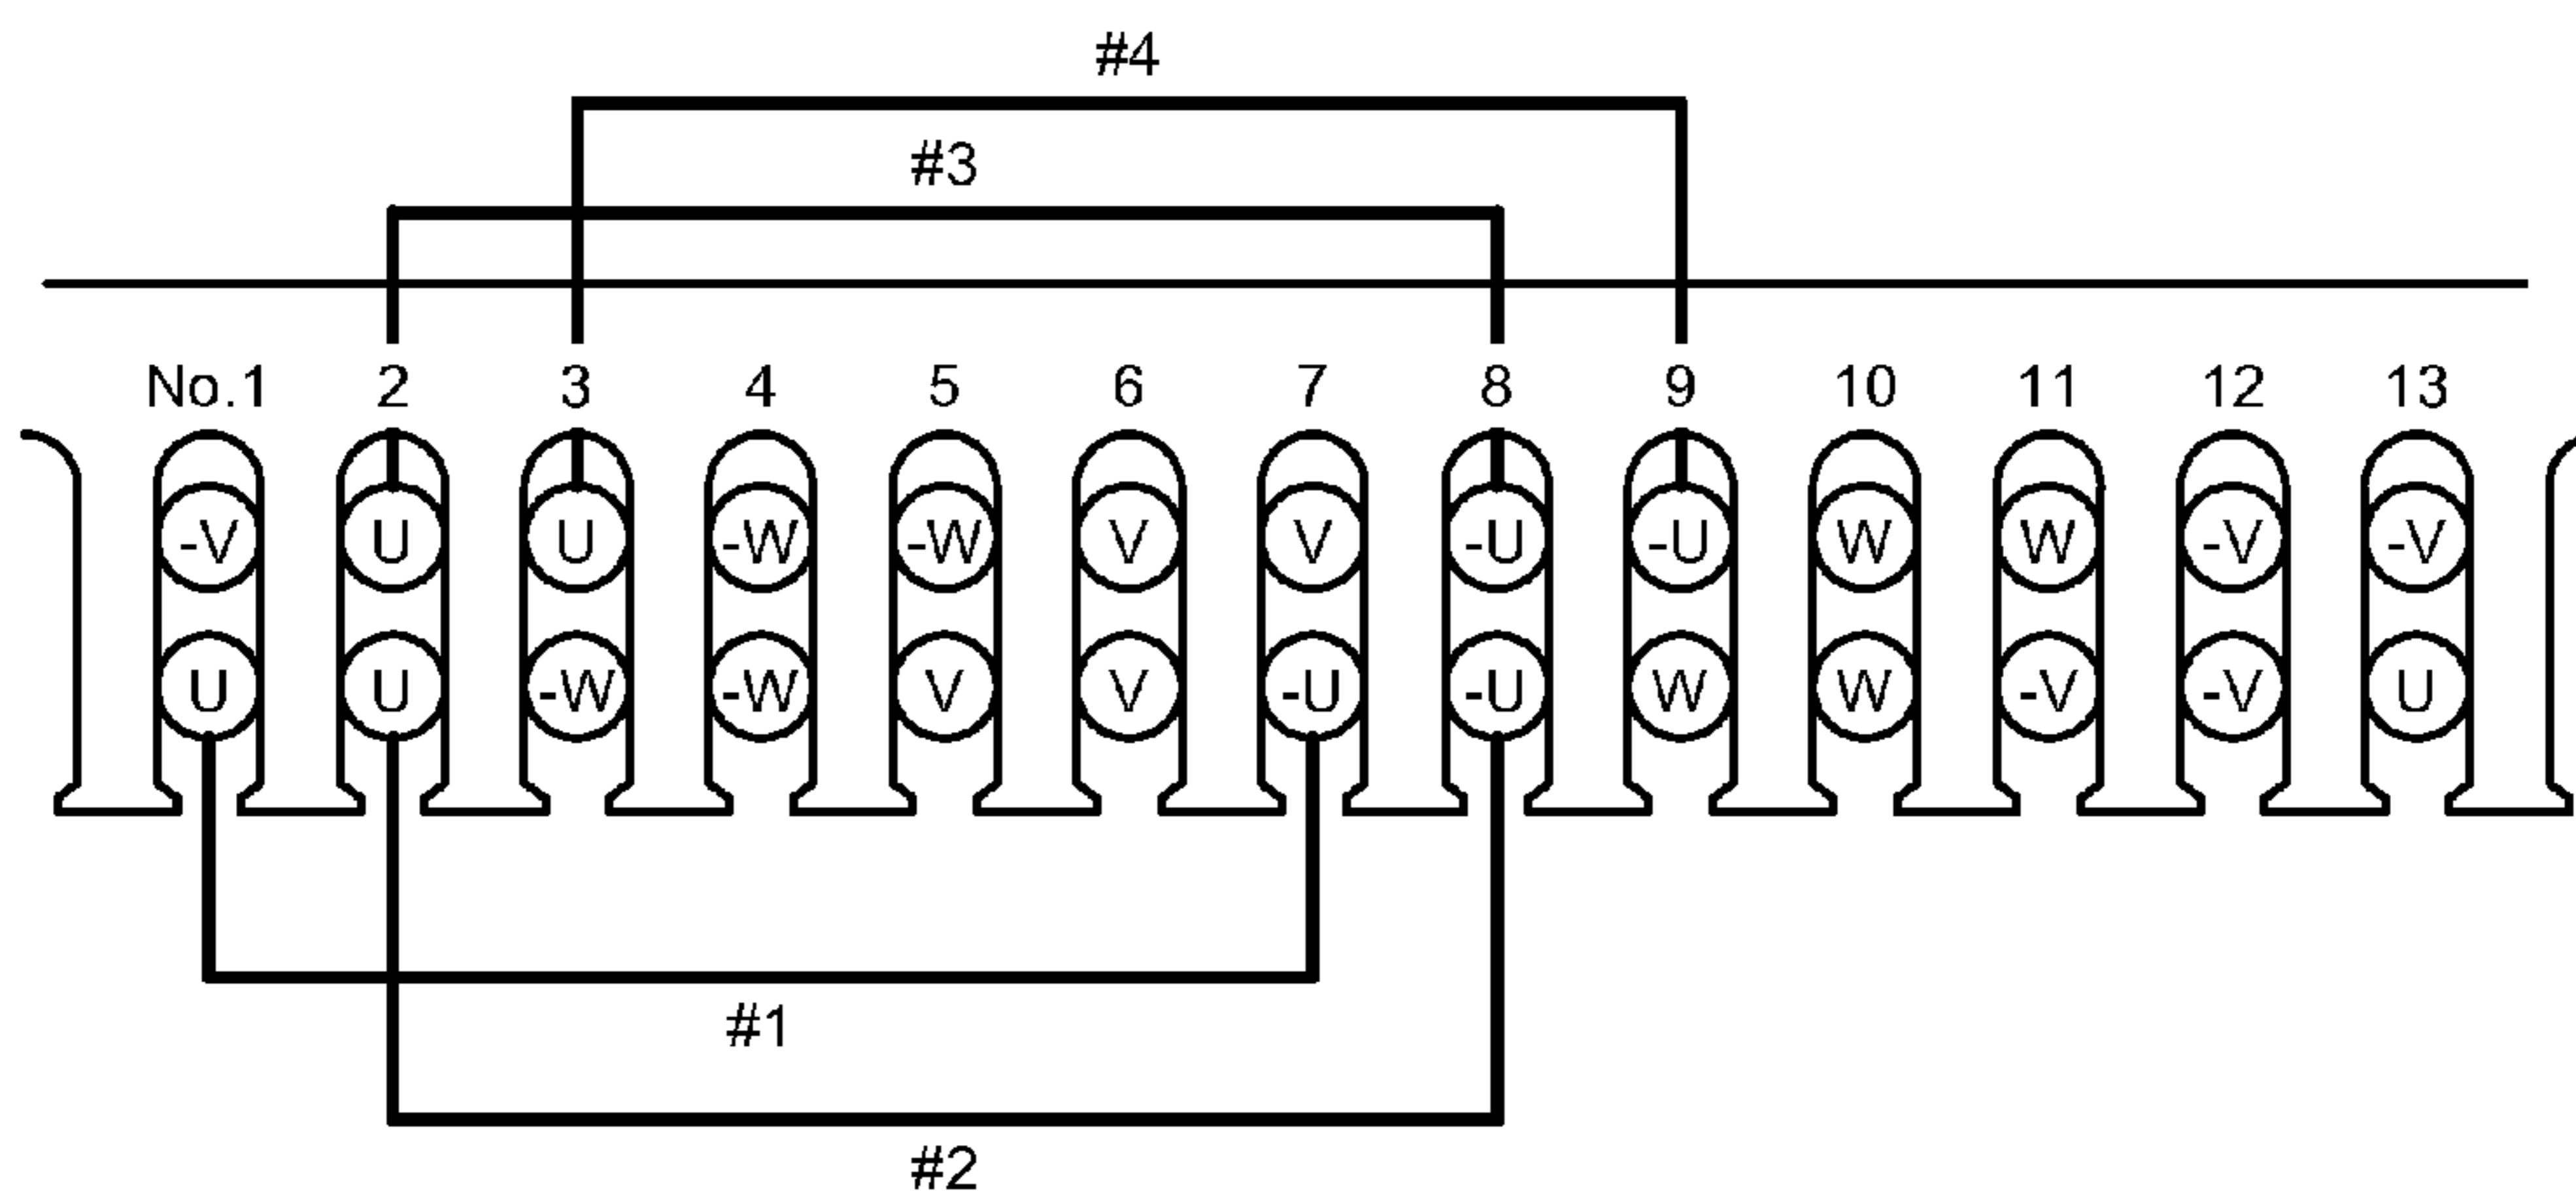 #4
#3
No.1 2 3 4 5 6 7 8 9 10 11 12 13
-V U U -W -W V V -U -U W W -V -V
U U -W -W V V -U -U W W -V -V U
#1
#2